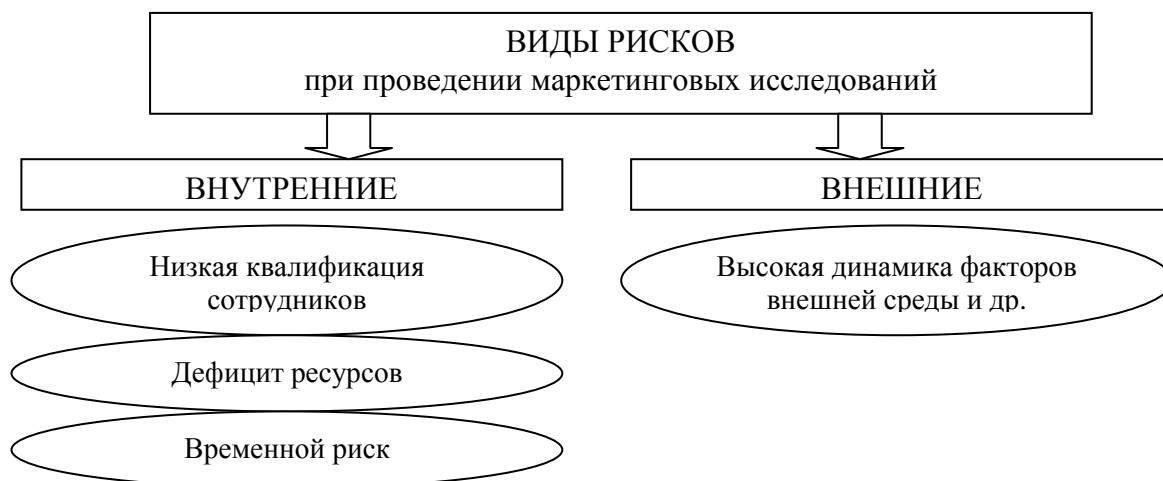 ВИДЫ РИСКОВ
при проведении маркетинговых исследований
ВНУТРЕННИЕ
ВНЕШНИЕ
Низкая квалификация
сотрудников
Дефицит ресурсов
Временной риск
Высокая динамика факторов
внешней среды и др.